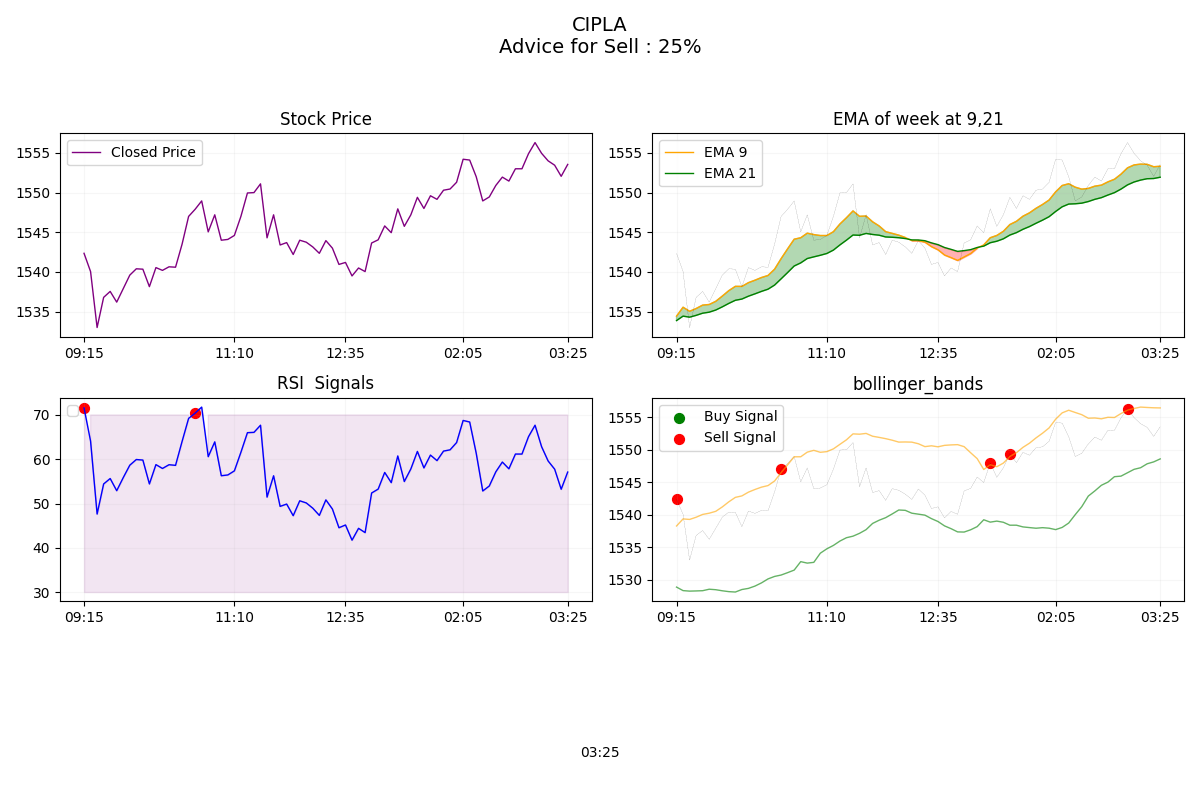 CIPLA
Advice for Sell : 25%
Stock Price
Closed Price
1555
1550
1545
1540
1535
09:15 11:10 12:35 02:05 03:25
EMA of week at 9,21
EMA 9
EMA 21
1555
1550
1545
1540
1535
09:15 11:10 12:35 02:05 03:25
RSI  Signals
70
60
50
40
30
09:15 11:10 12:35 02:05 03:25
bollinger_bands
Buy Signal
Sell Signal
1555
1550
1545
1540
1535
1530
09:15 11:10 12:35 02:05 03:25
03:25